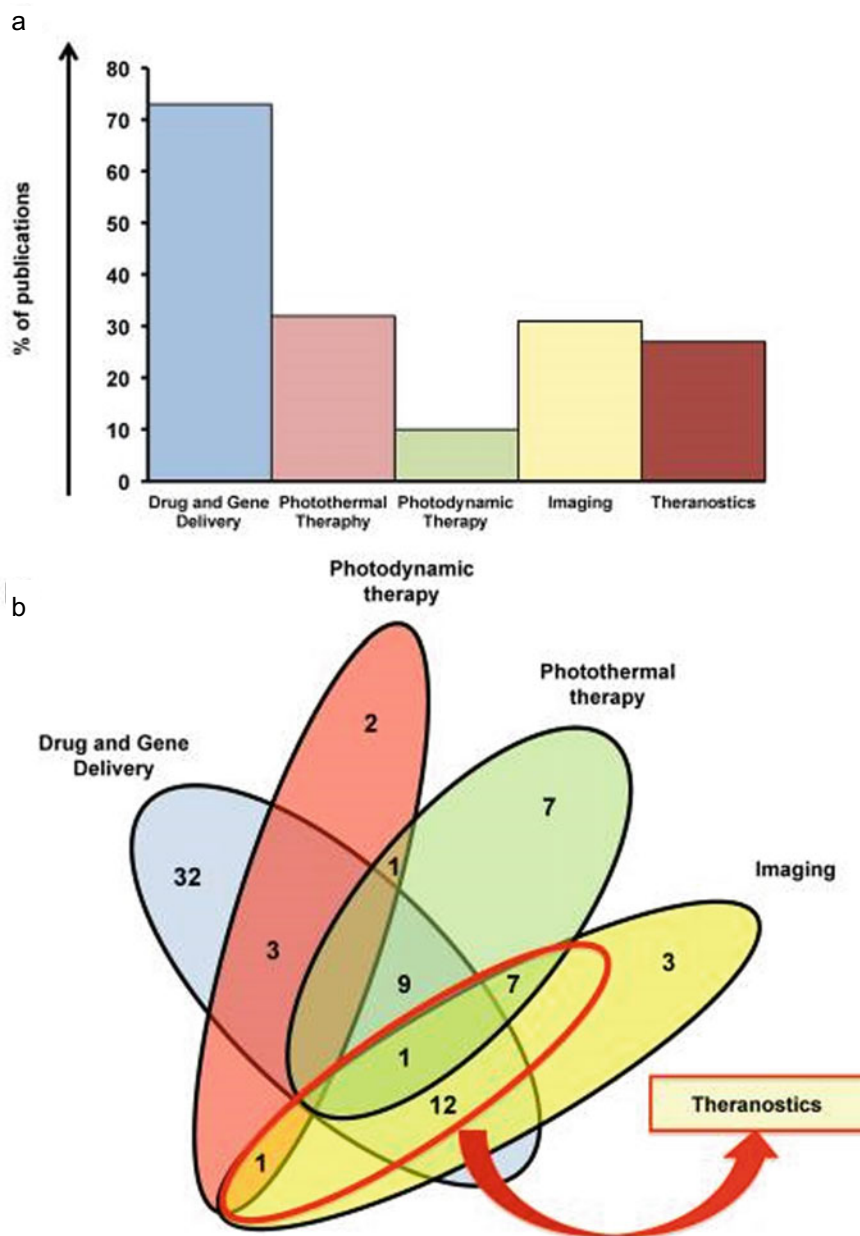 a
% of publications
80
70
60
50
40
30
20
10
0
Drug and Gene
Delivery
Photothermal
Theraphy
Photodynamic
Therapy
Imaging
Theranostics
b
Photodynamic
therapy
Photothermal
therapy
Drug and Gene
Delivery
Imaging
2
7
32
1
3
9
7
3
1
12
1
Theranostics